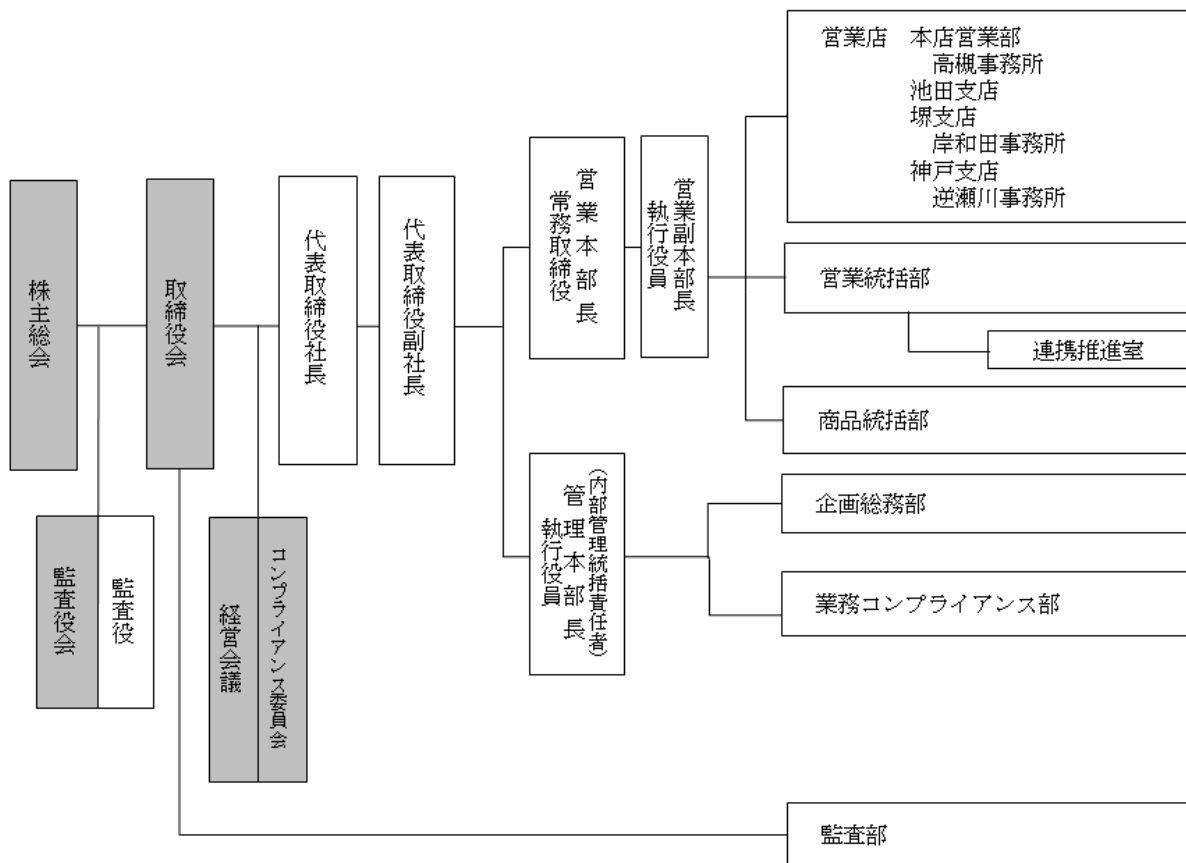 株主総会
監査役会
監査役
取締役会
経営会議
コンプライアンス委員会
代表取締役社長
代表取締役副社長
営業本部長
常務取締役
営業副本部長
執行役員
(内部管理統括責任者)
管理本部長
執行役員
営業店 本店営業部
高槻事務所
池田支店
堺支店
岸和田事務所
神戸支店
逆瀬川事務所
営業統括部
連携推進室
商品統括部
企画総務部
業務コンプライアンス部
監査部